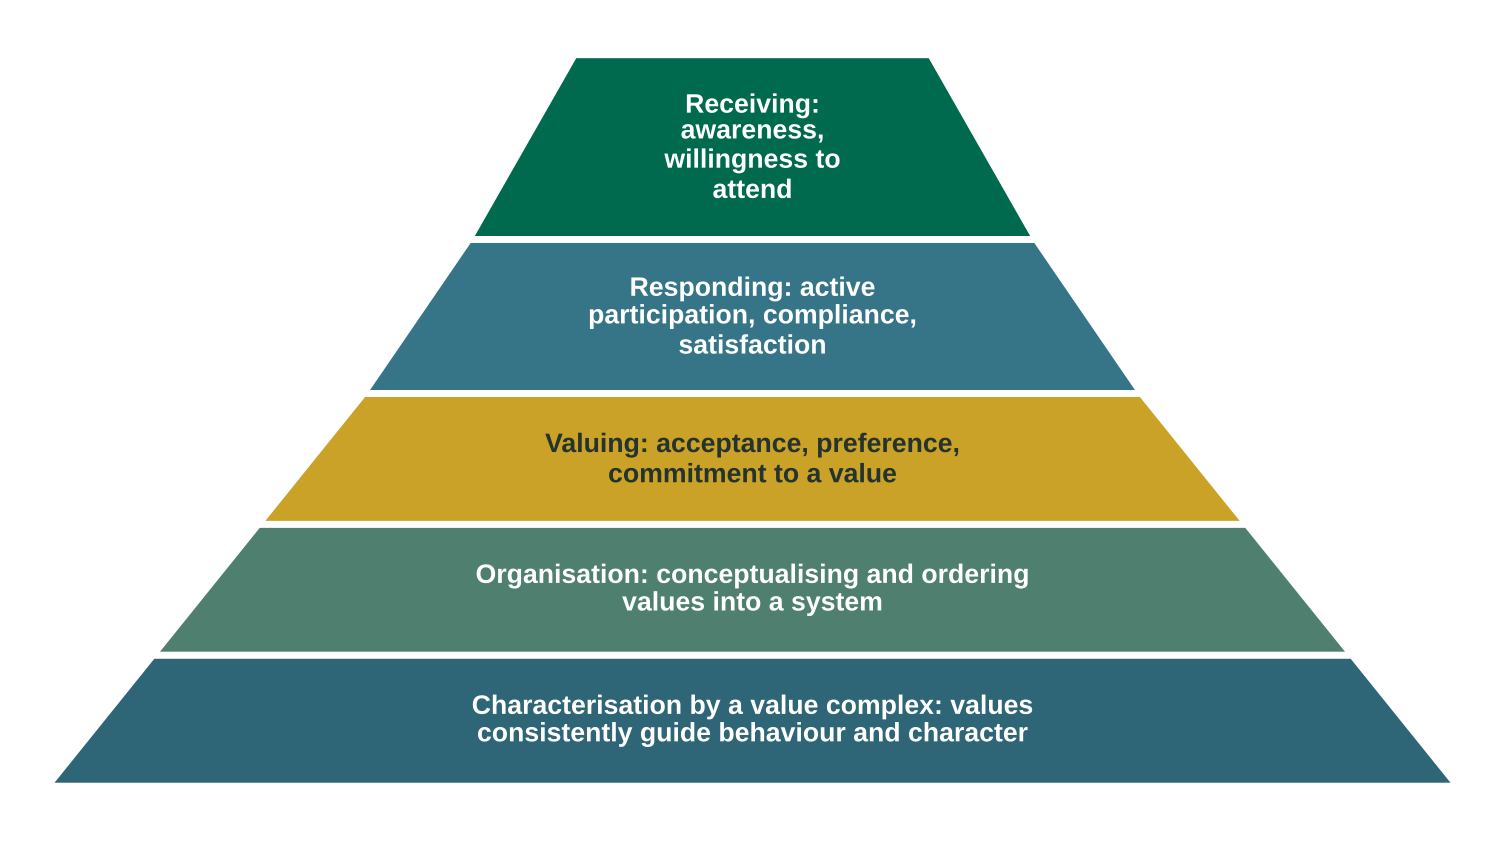 Receiving:
awareness,
willingness to
attend
Responding: active
participation, compliance,
satisfaction
Valuing: acceptance, preference,
commitment to a value
Organisation: conceptualising and ordering
values into a system
Characterisation by a value complex: values
consistently guide behaviour and character